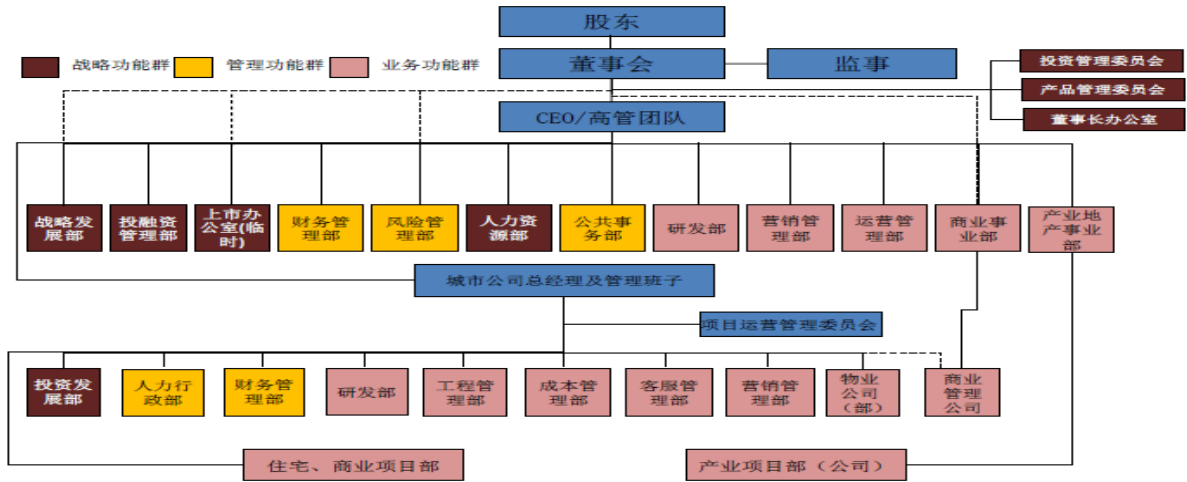 股东
战略功能群
管理功能群
业务功能群
董事会
监事
投资管理委员会
产品管理委员会
董事长办公室
CEO/高管团队
战略发
展部
投融资
管理部
上市办
公室(临
时)
财务管
理部
风险管
理部
人力资
源部
公共事
务部
研发部
营销管
理部
运营管
理部
商业事
业部
产业地
产事业
部
城市公司总经理及管理班子
项目运营管理委员会
投资发
展部
人力行
政部
财务管
理部
研发部
工程管
理部
成本管
理部
客服管
理部
营销管
理部
物业
公司
（部）
商业
管理
公司
住宅、商业项目部
产业项目部（公司）